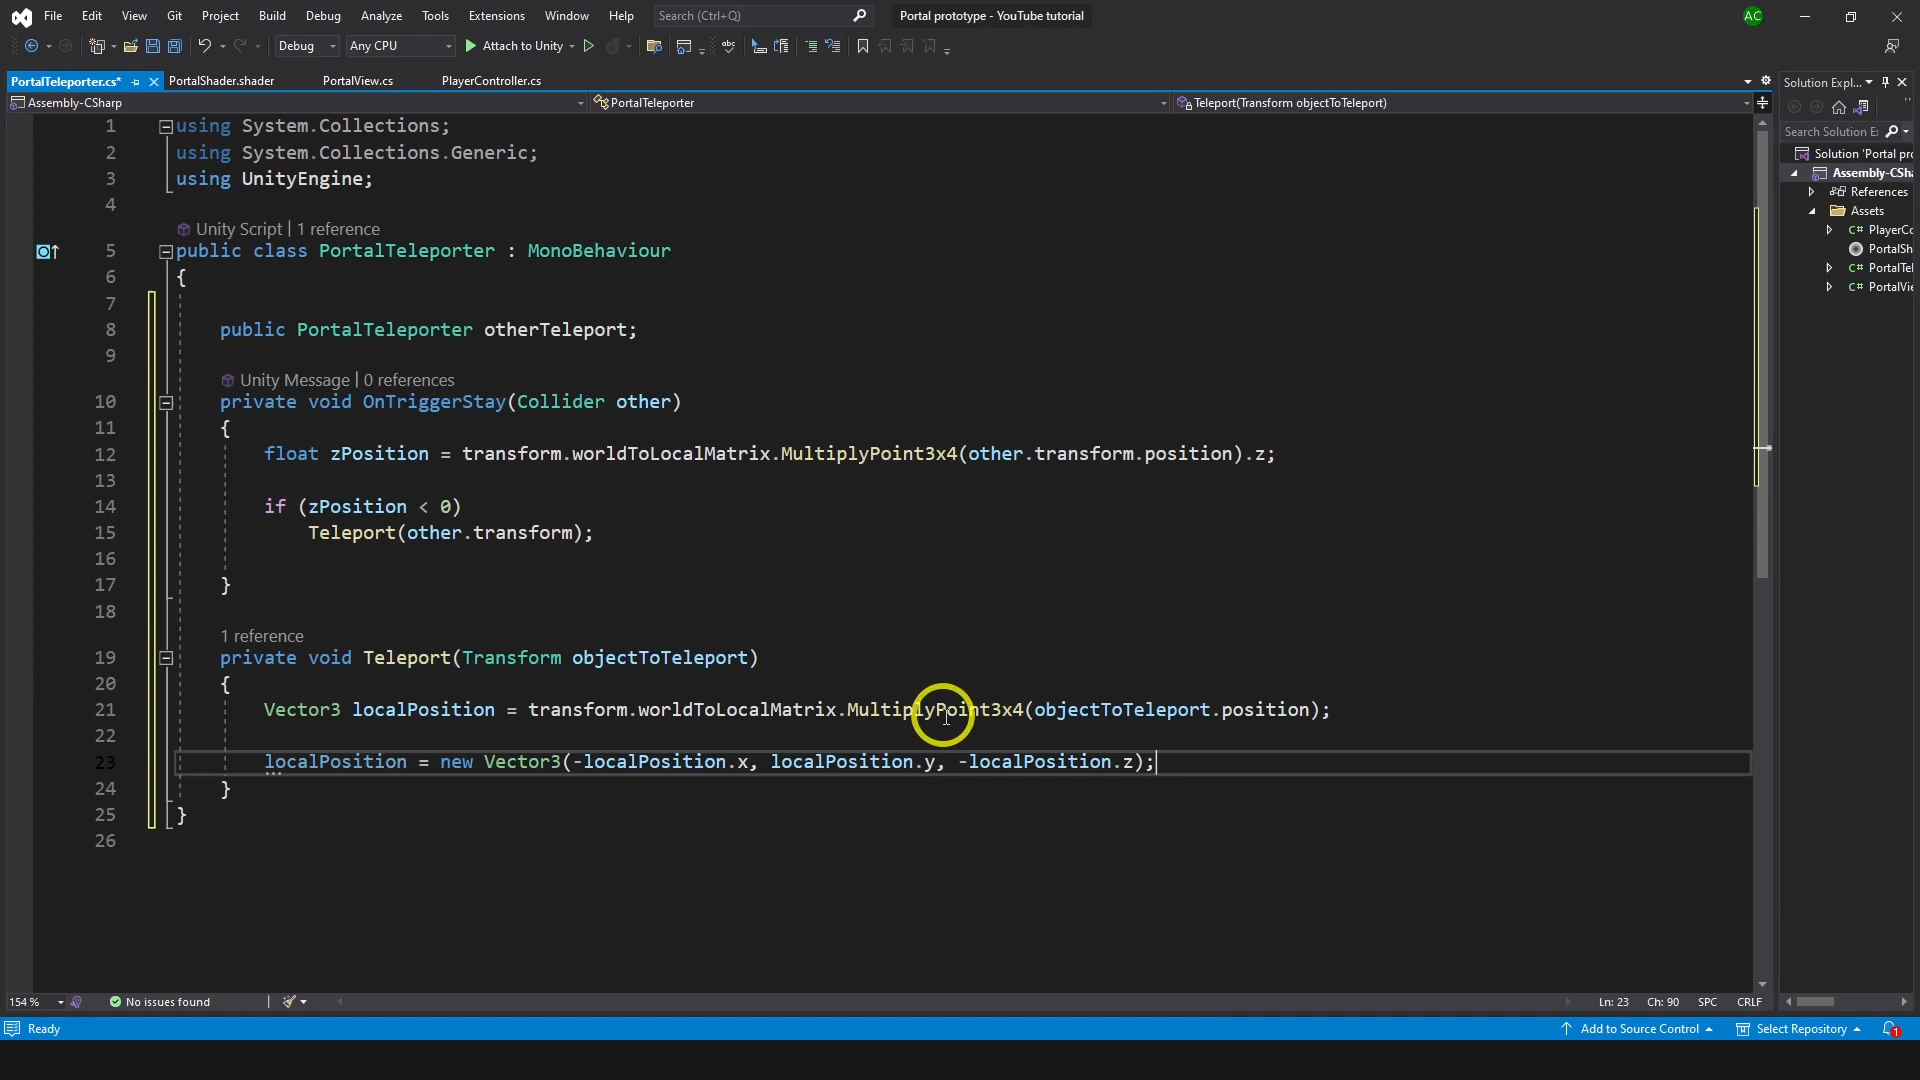 File Edit View Git Project Build Debug Analyze Tools Extensions Window Help Search (Ctrl+Q) Portal prototype - YouTube tutorial AC
Debug Any CPU Attach to Unity
PortalTeleporter.cs* PortalShader.shader PortalView.cs PlayerController.cs
Assembly-CSharp PortalTeleporter Teleport(Transform objectToTeleport)
1 using System.Collections;
2 using System.Collections.Generic;
3 using UnityEngine;
4
Unity Script | 1 reference
5 public class PortalTeleporter : MonoBehaviour
6 {
7
8 public PortalTeleporter otherTeleport;
9
Unity Message | 0 references
10 private void OnTriggerStay(Collider other)
11 {
12 float zPosition = transform.worldToLocalMatrix.MultiplyPoint3x4(other.transform.position).z;
13
14 if (zPosition < 0)
15 Teleport(other.transform);
16
17 }
18
1 reference
19 private void Teleport(Transform objectToTeleport)
20 {
21 Vector3 localPosition = transform.worldToLocalMatrix.MultiplyPoint3x4(objectToTeleport.position);
22
23 localPosition = new Vector3(-localPosition.x, localPosition.y, -localPosition.z);
24 }
25 }
26
Solution Expl...
Search Solution E
Solution 'Portal pro
Assembly-CSha
References
Assets
C# PlayerCo
PortalSh
C# PortalTel
C# PortalVie
154 % No issues found Ln: 23 Ch: 90 SPC CRLF
Ready Add to Source Control Select Repository 1